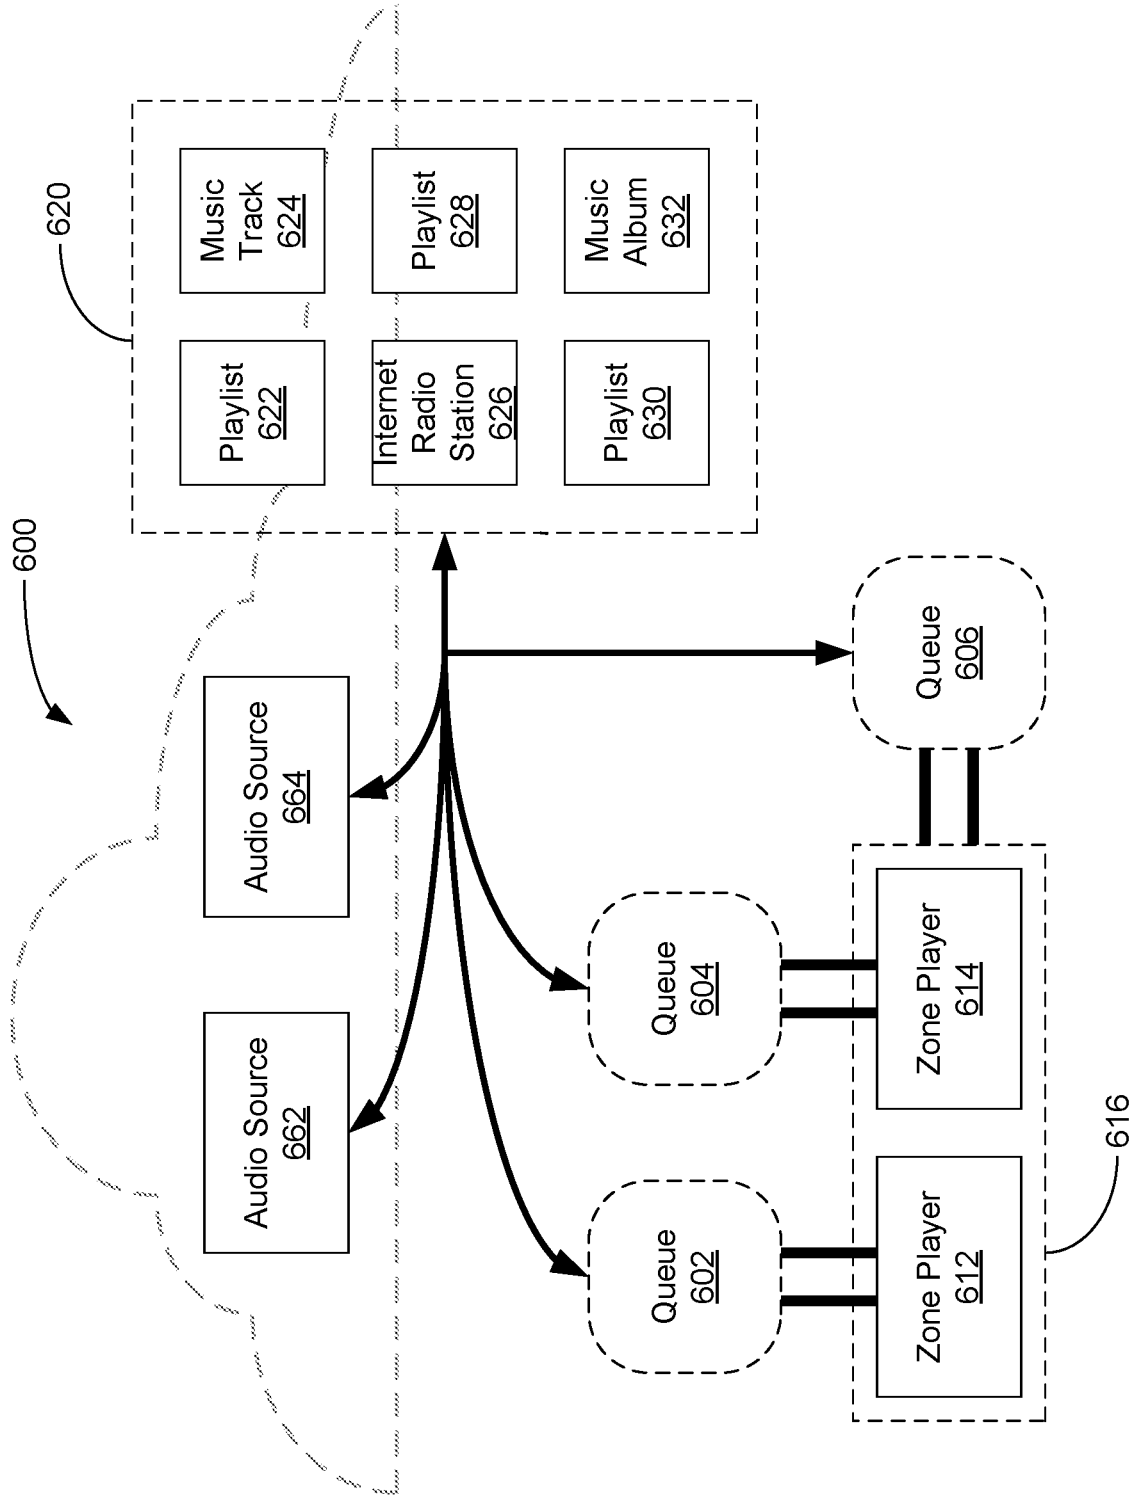 600
620
Audio Source
662
Audio Source
664
Playlist
622
Music
Track
624
Internet
Radio
Station
626
Playlist
628
Playlist
630
Music
Album
632
Queue
602
Queue
604
Queue
606
Zone Player
612
Zone Player
614
616